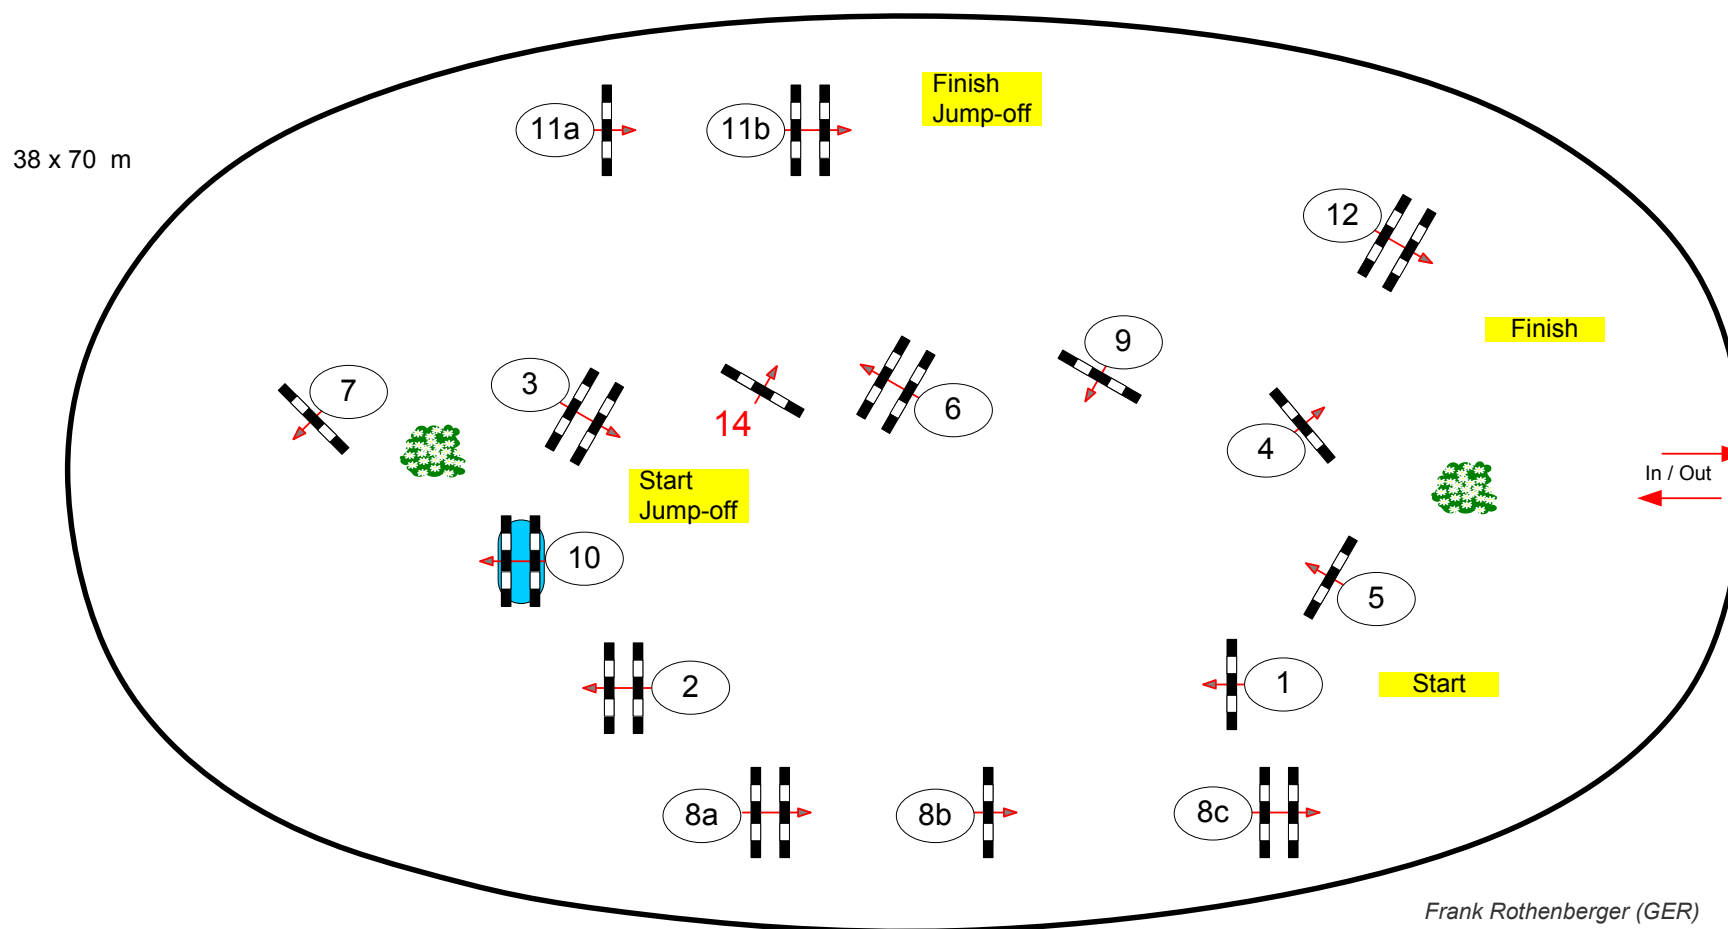 Finish
Jump-off
11a
11b
38 x 70  m
12
Finish
9
7
3
6
14
4
In / Out
Start
Jump-off
10
5
2
1
Start
8a
8b
8c
Frank Rothenberger (GER)